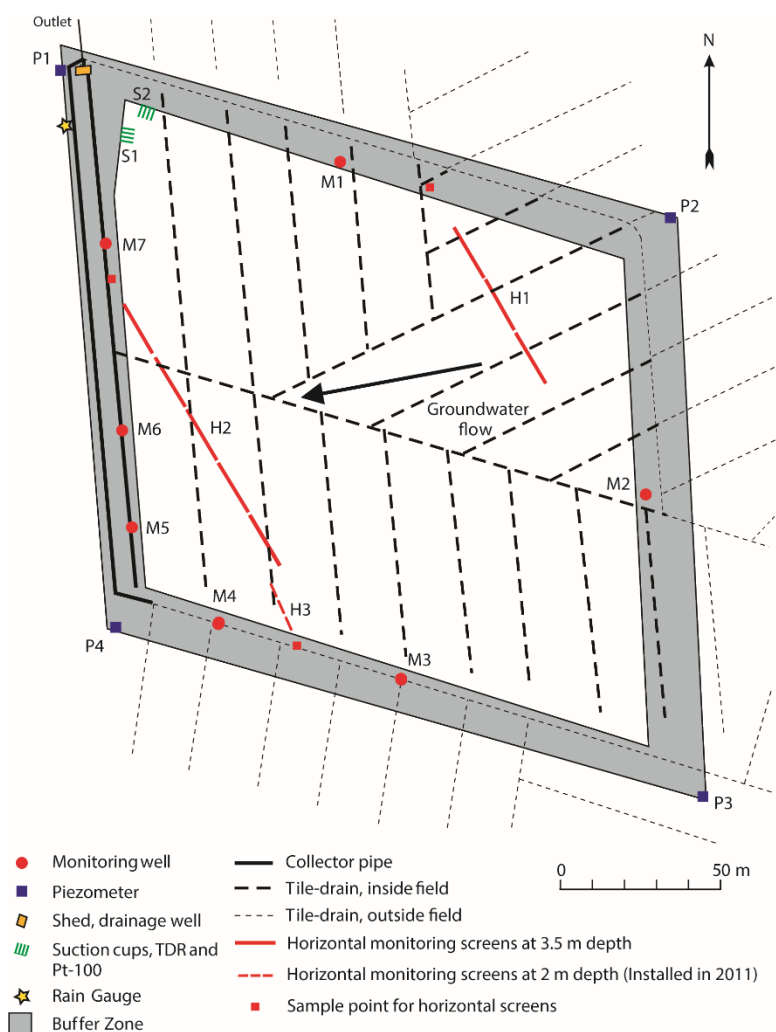 Outlet
P1
N
S2
S1
M1
P2
M7
H1
Groundwater
flow
M6
H2
M2
M5
H3
M4
M3
P4
P3
Monitoring well
Piezometer
Shed, drainage well
Suction cups, TDR and
Pt-100
Rain Gauge
Buffer Zone
Collector pipe
Tile-drain, inside field
Tile-drain, outside field
Horizontal monitoring screens at 3.5 m depth
Horizontal monitoring screens at 2 m depth (Installed in 2011)
Sample point for horizontal screens
0 50 m